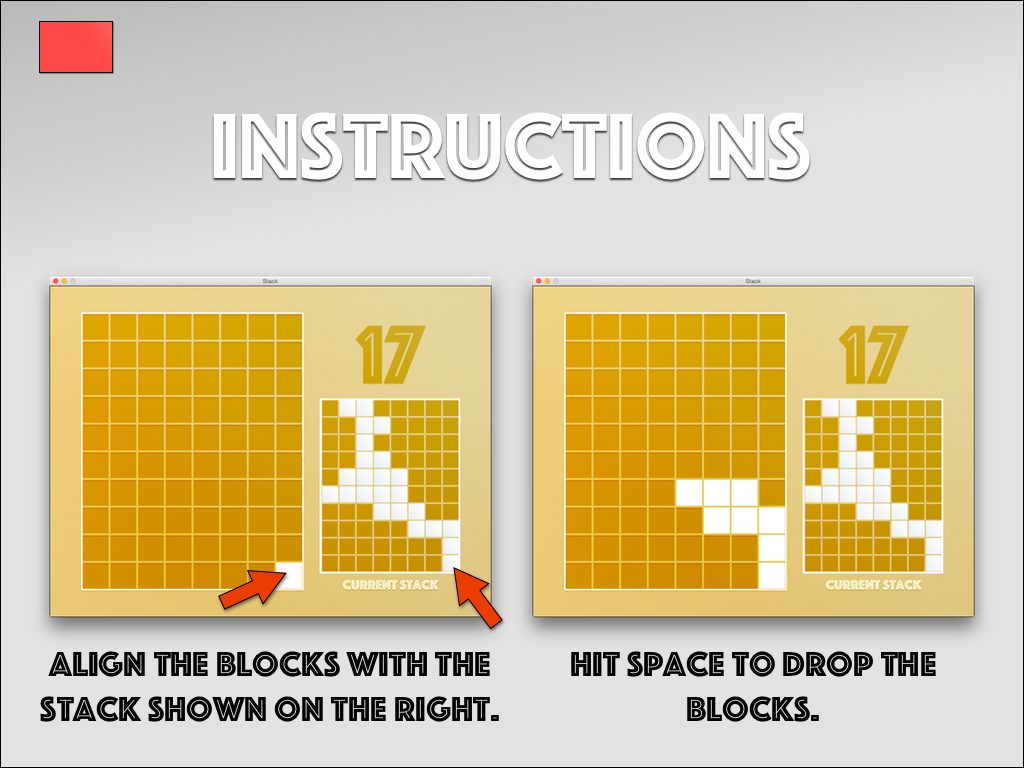 INSTRUCTIONS
Stack
Stack
17
17
CURRENT STACK
CURRENT STACK
ALIGN THE BLOCKS WITH THE
STACK SHOWN ON THE RIGHT.
HIT SPACE TO DROP THE
BLOCKS.